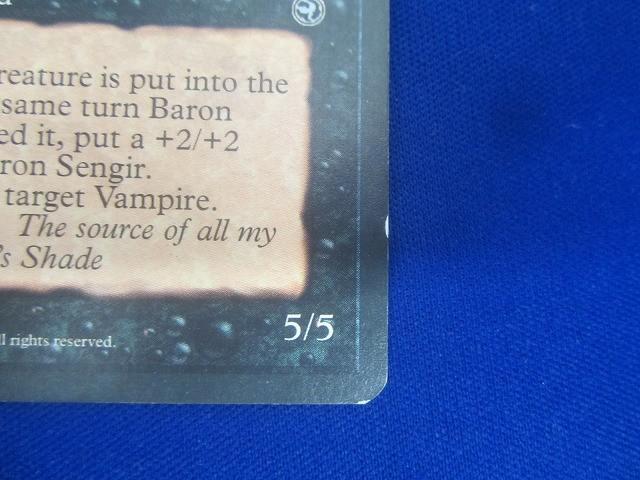 reature is put into the
same turn Baron
ed it, put a +2/+2
ron Sengir.
target Vampire.
The source of all my
's Shade
5/5
ll rights reserved.